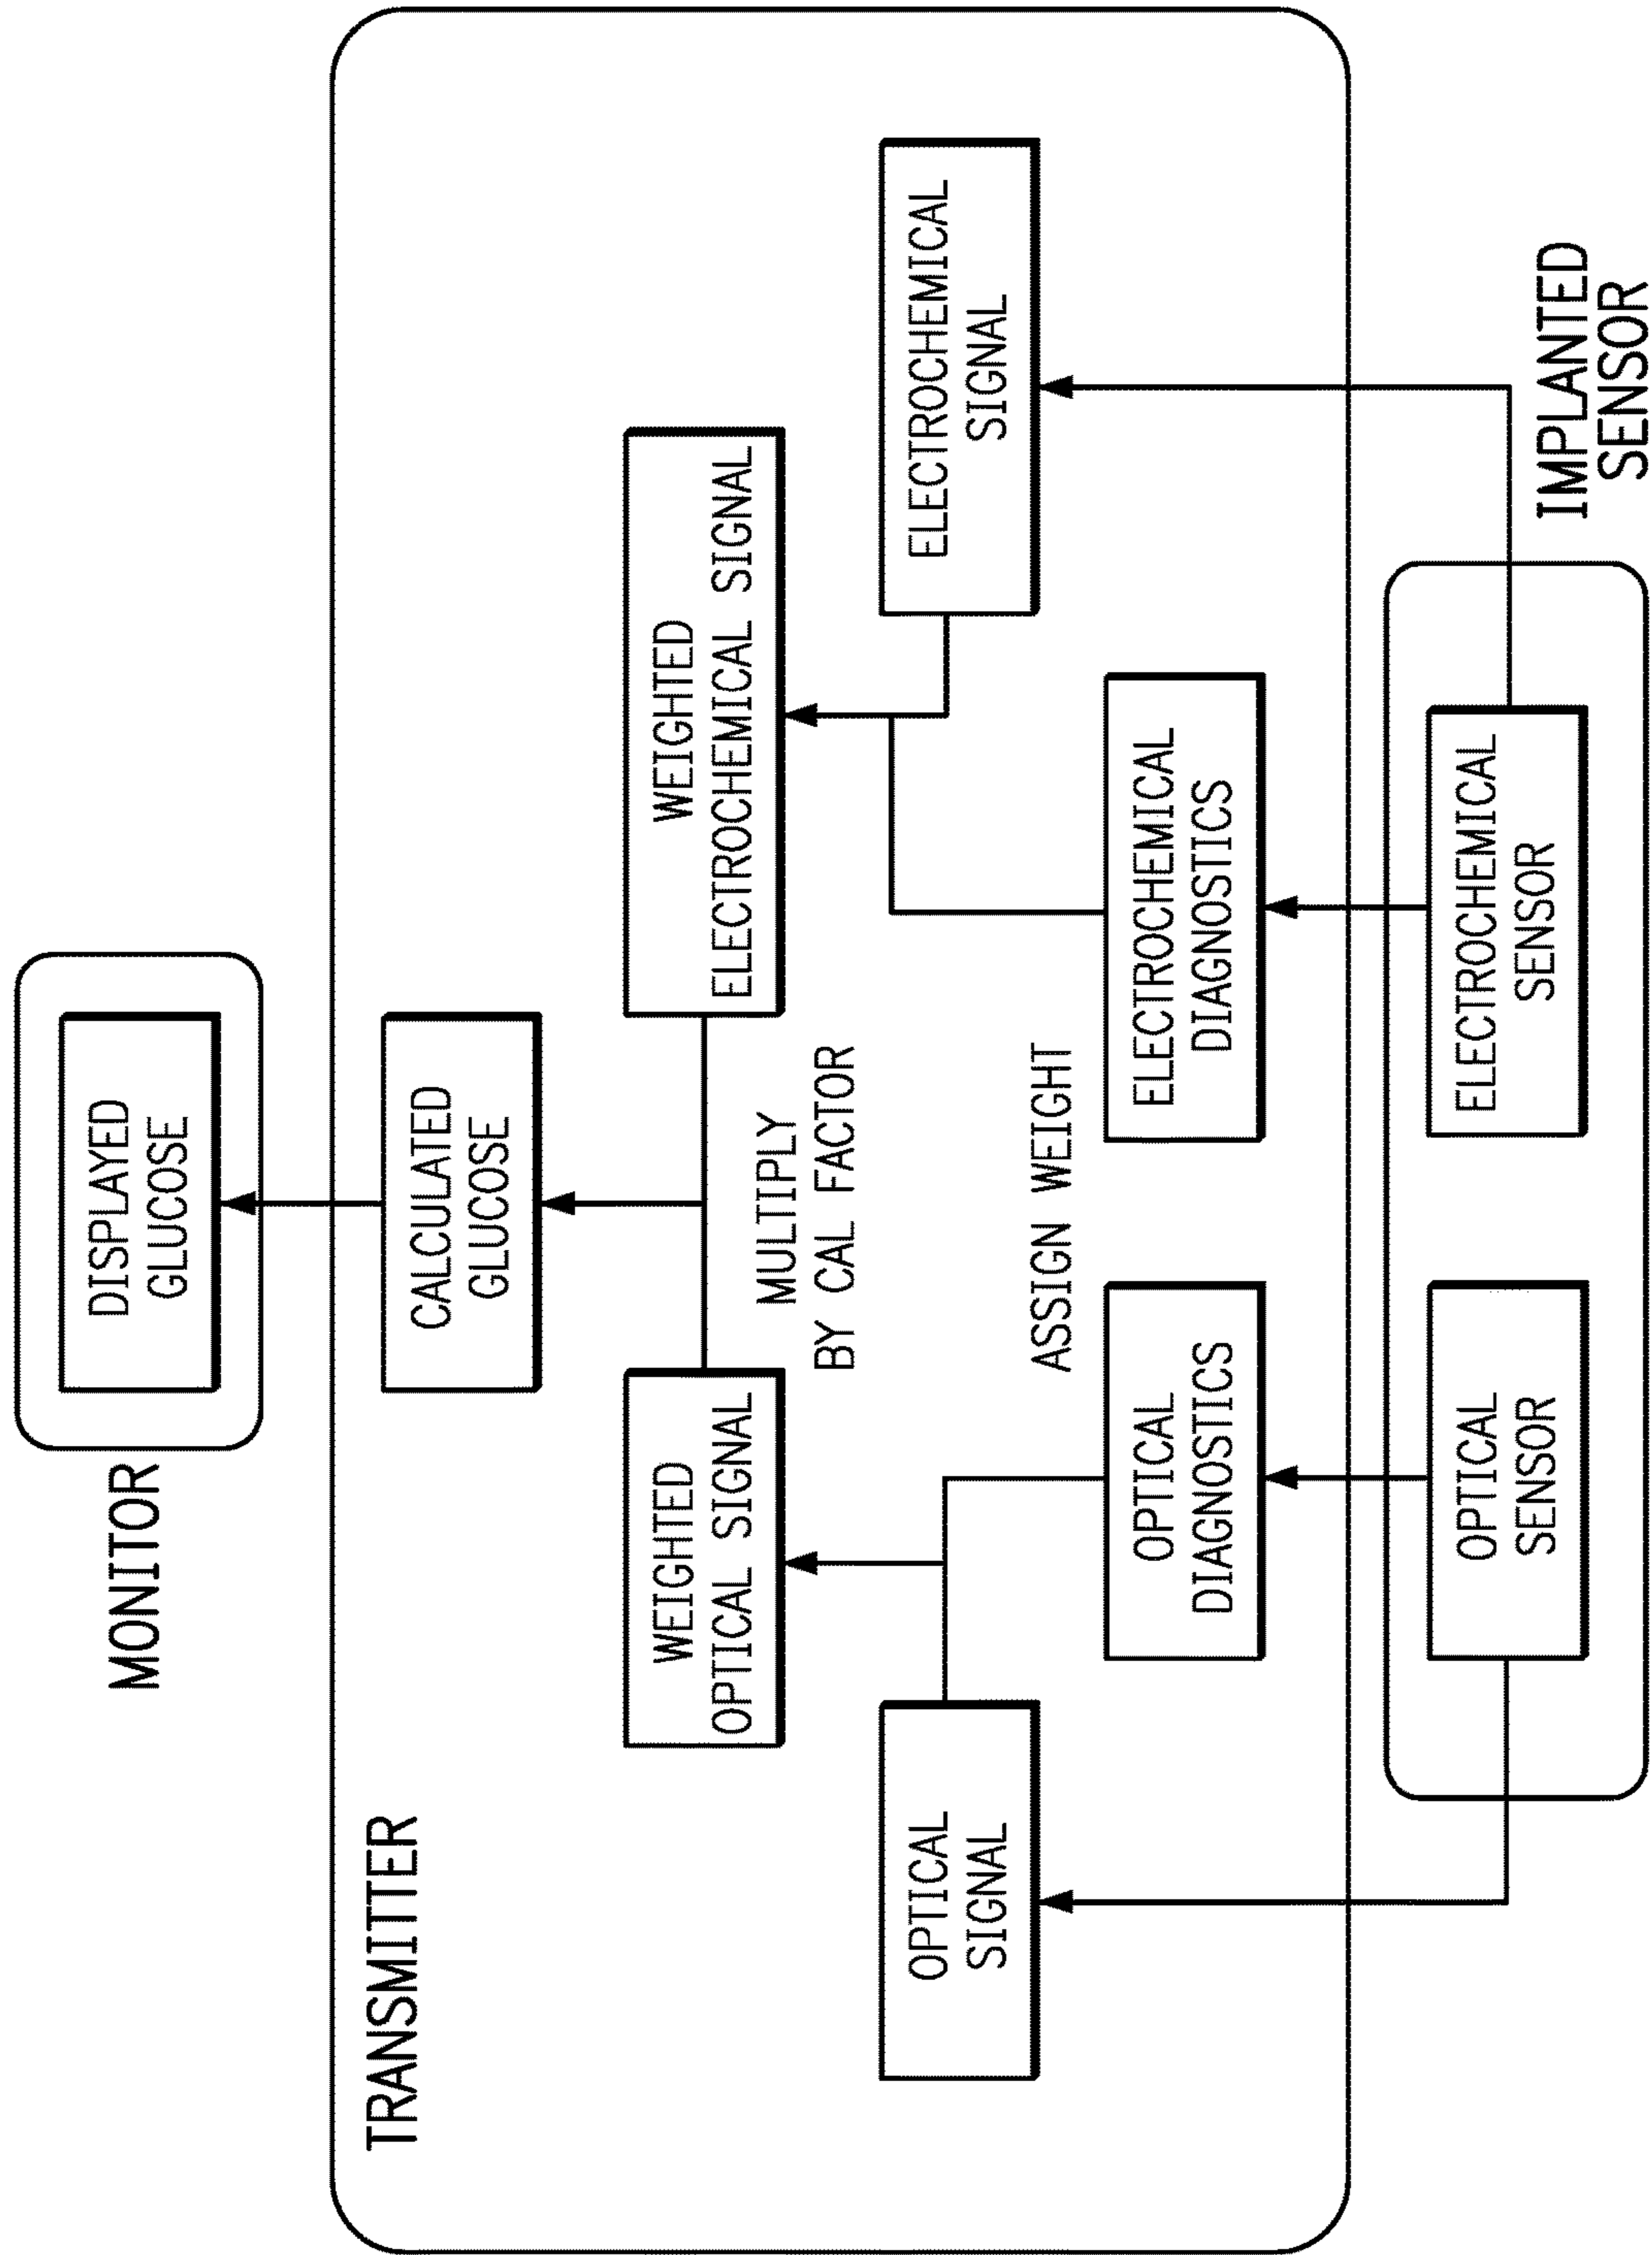 MONITOR
DISPLAYED
GLUCOSE
TRANSMITTER
CALCULATED
GLUCOSE
WEIGHTED
OPTICAL SIGNAL
WEIGHTED
ELECTROCHEMICAL SIGNAL
MULTIPLY
BY CAL FACTOR
OPTICAL
SIGNAL
ELECTROCHEMICAL
SIGNAL
ASSIGN WEIGHT
OPTICAL
DIAGNOSTICS
ELECTROCHEMICAL
DIAGNOSTICS
OPTICAL
SENSOR
ELECTROCHEMICAL
SENSOR
IMPLANTED
SENSOR